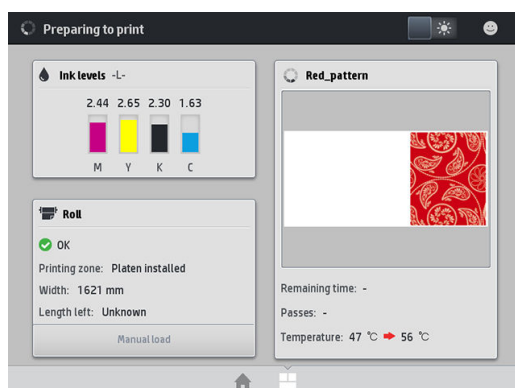 Preparing to print
Ink levels -L-
2.44 2.65 2.30 1.63
M Y K C
Roll
OK
Printing zone: Platen installed
Width: 1621 mm
Length left: Unknown
Manual load
Red_pattern
Remaining time: -
Passes: -
Temperature: 47 °C ➡ 56 °C